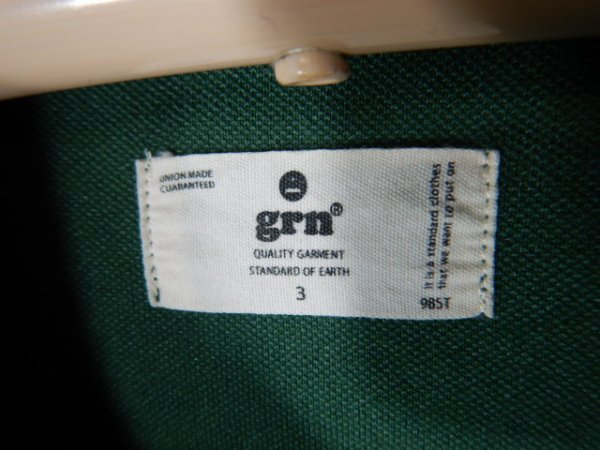 UNION MADE
GUARANTEED
grn®
QUALITY GARMENT
STANDARD OF EARTH
3
It is a standard clothes
that we want to put on
985T